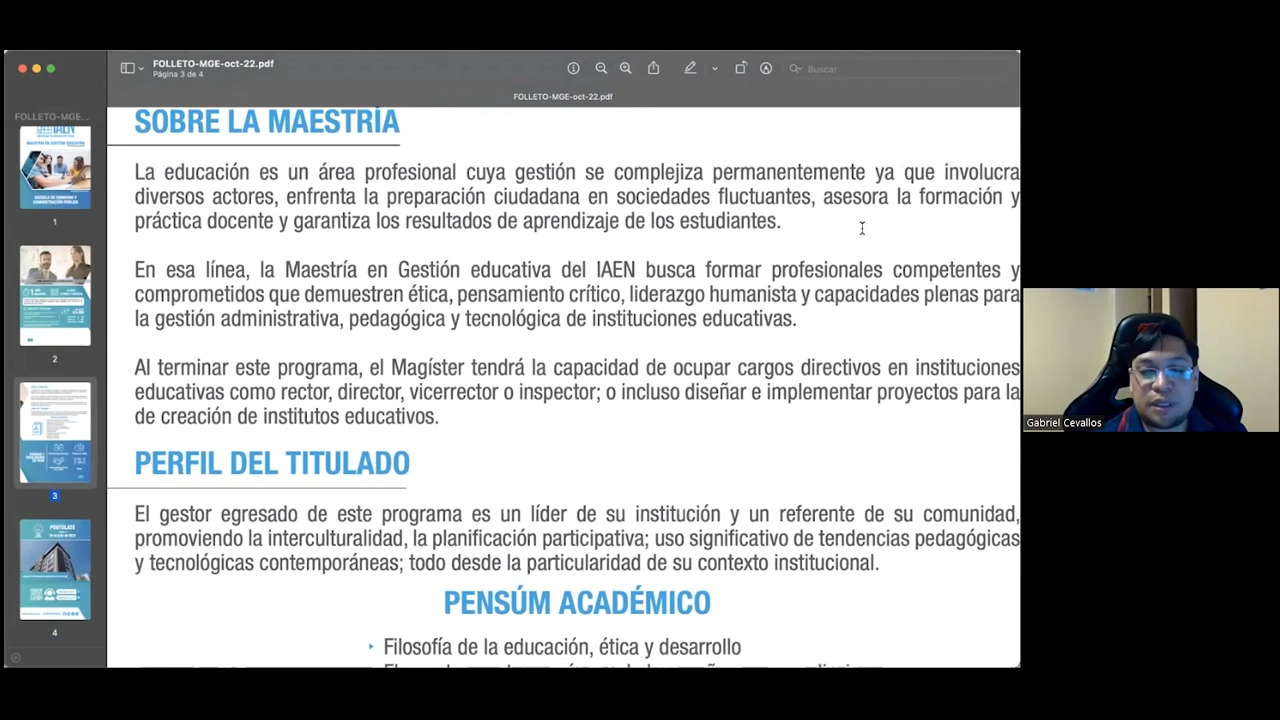 FOLLETO-MGE-oct-22.pdf
Página 3 de 4
Buscar
FOLLETO-MGE-oct-22.pdf
FOLLETO-MGE...
IAEN
1
2
3
POSTÚLATE
4
SOBRE LA MAESTRÍA
La educación es un área profesional cuya gestión se complejiza permanentemente ya que involucra
diversos actores, enfrenta la preparación ciudadana en sociedades fluctuantes, asesora la formación y
práctica docente y garantiza los resultados de aprendizaje de los estudiantes.
En esa línea, la Maestría en Gestión educativa del IAEN busca formar profesionales competentes y
comprometidos que demuestren ética, pensamiento crítico, liderazgo humanista y capacidades plenas para
la gestión administrativa, pedagógica y tecnológica de instituciones educativas.
Al terminar este programa, el Magíster tendrá la capacidad de ocupar cargos directivos en instituciones
educativas como rector, director, vicerrector o inspector; o incluso diseñar e implementar proyectos para la
de creación de institutos educativos.
PERFIL DEL TITULADO
El gestor egresado de este programa es un líder de su institución y un referente de su comunidad,
promoviendo la interculturalidad, la planificación participativa; uso significativo de tendencias pedagógicas
y tecnológicas contemporáneas; todo desde la particularidad de su contexto institucional.
PENSÚM ACADÉMICO
Filosofía de la educación, ética y desarrollo
Gabriel Cevallos